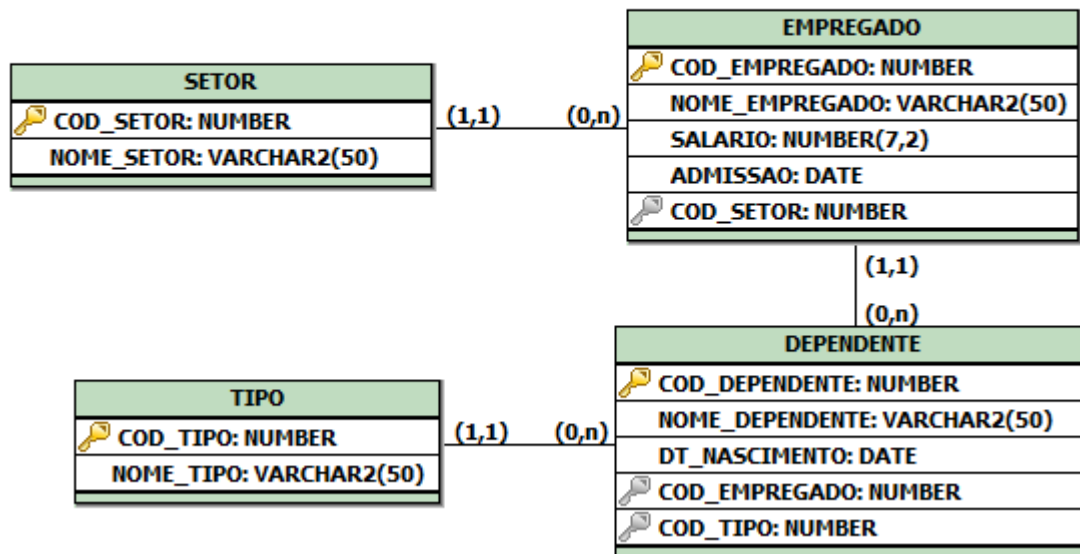 SETOR
COD_SETOR: NUMBER
NOME_SETOR: VARCHAR2(50)
(1,1)
(0,n)
EMPREGADO
COD_EMPREGADO: NUMBER
NOME_EMPREGADO: VARCHAR2(50)
SALARIO: NUMBER(7,2)
ADMISSAO: DATE
COD_SETOR: NUMBER
(1,1)
(0,n)
TIPO
COD_TIPO: NUMBER
NOME_TIPO: VARCHAR2(50)
(1,1)
(0,n)
DEPENDENTE
COD_DEPENDENTE: NUMBER
NOME_DEPENDENTE: VARCHAR2(50)
DT_NASCIMENTO: DATE
COD_EMPREGADO: NUMBER
COD_TIPO: NUMBER